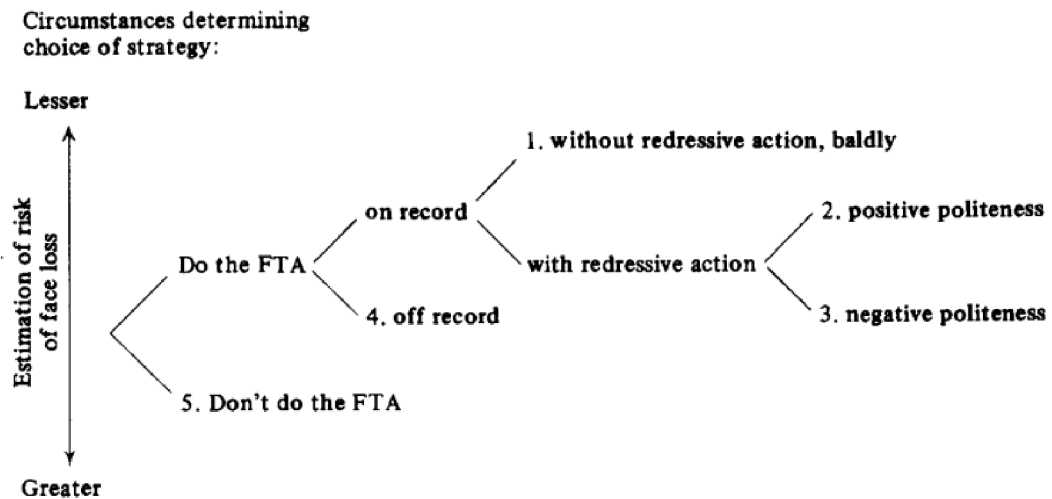 Circumstances determining
choice of strategy:
Lesser
Estimation of risk
of face loss
1. without redressive action, baldly
on record
2. positive politeness
Do the FTA
with redressive action
4. off record
3. negative politeness
5. Don't do the FTA
Greater